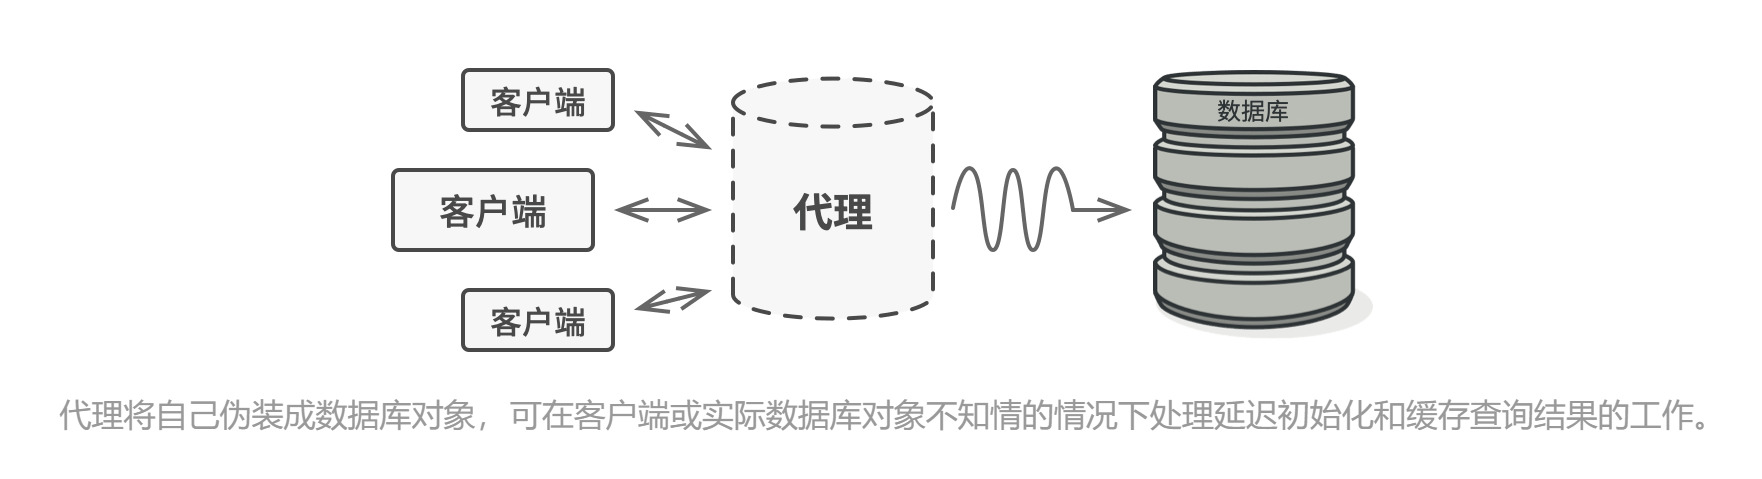 客户端
数据库
客户端
代理
客户端
代理将自己伪装成数据库对象，可在客户端或实际数据库对象不知情的情况下处理延迟初始化和缓存查询结果的工作。